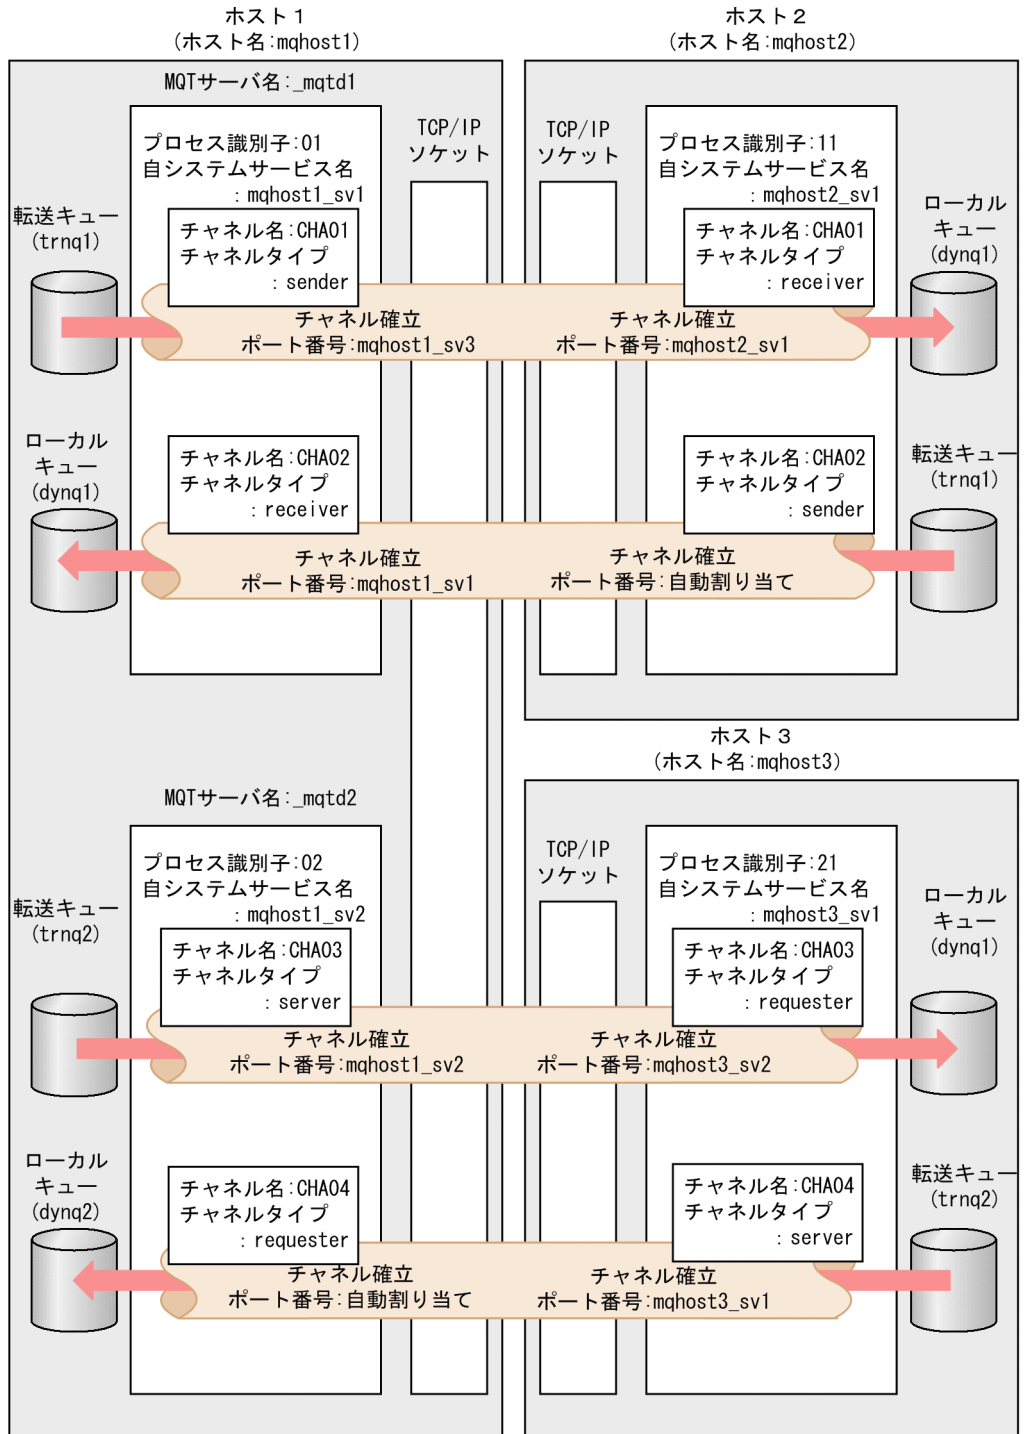 ホスト1
(ホスト名:mqhost1)
MQTサーバ名:_mqtd1
プロセス識別子:01
自システムサービス名
:mqhost1_sv1
TCP/IP
ソケット
転送キュー
(trnq1)
チャネル名:CHA01
チャネルタイプ
:sender
チャネル確立
ポート番号:mqhost1_sv3
ローカル
キュー
(dynq1)
チャネル名:CHA02
チャネルタイプ
:receiver
チャネル確立
ポート番号:mqhost1_sv1
ホスト2
(ホスト名:mqhost2)
TCP/IP
ソケット
プロセス識別子:11
自システムサービス名
:mqhost2_sv1
チャネル名:CHA01
チャネルタイプ
:receiver
ローカル
キュー
(dynq1)
チャネル確立
ポート番号:mqhost2_sv1
チャネル名:CHA02
チャネルタイプ
:sender
転送キュー
(trnq1)
チャネル確立
ポート番号:自動割り当て
MQTサーバ名:_mqtd2
プロセス識別子:02
自システムサービス名
:mqhost1_sv2
転送キュー
(trnq2)
チャネル名:CHA03
チャネルタイプ
:server
チャネル確立
ポート番号:mqhost1_sv2
ローカル
キュー
(dynq2)
チャネル名:CHA04
チャネルタイプ
:requester
チャネル確立
ポート番号:自動割り当て
ホスト3
(ホスト名:mqhost3)
TCP/IP
ソケット
プロセス識別子:21
自システムサービス名
:mqhost3_sv1
チャネル名:CHA03
チャネルタイプ
:requester
ローカル
キュー
(dynq1)
チャネル確立
ポート番号:mqhost3_sv2
チャネル名:CHA04
チャネルタイプ
:server
転送キュー
(trnq2)
チャネル確立
ポート番号:mqhost3_sv1